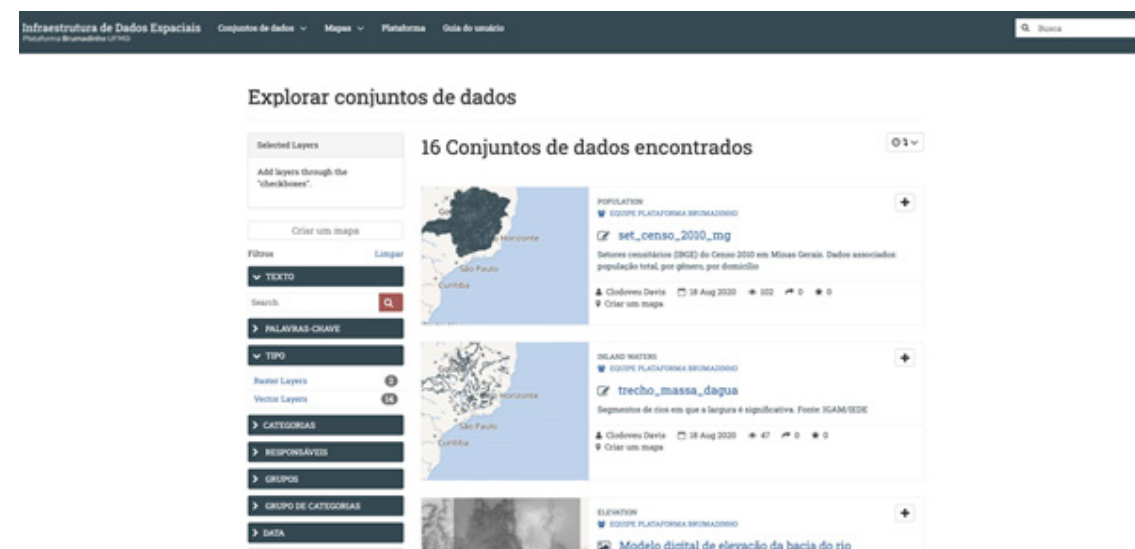 Infraestrutura de Dados Espaciais
Plataforma Brumadinho UFMG
Conjuntos de dados Mapas Plataforma Guia do usuário
Busca
Explorar conjuntos de dados
Selected Layers
Add layers through the
"checkboxes".
Criar um mapa
Filtros Limpar
TEXTO
Search
PALAVRAS-CHAVE
TIPO
Raster Layers 2
Vector Layers 14
CATEGORIAS
RESPONSÁVEIS
GRUPOS
GRUPO DE CATEGORIAS
DATA
16 Conjuntos de dados encontrados
Horizonte
São Paulo
Curitiba
POPULATION
EQUIPE PLATAFORMA BRUMADINHO
set_censo_2010_mg
Setores censitários (IBGE) do Censo 2010 em Minas Gerais. Dados associados:
população total, por gênero, por domicílio
Clodoveu Davis 18 Aug 2020 102 0 0
Criar um mapa
Horizonte
São Paulo
Curitiba
INLAND WATERS
EQUIPE PLATAFORMA BRUMADINHO
trecho_massa_dagua
Segmentos de rios em que a largura é significativa. Fonte: IGAM/IEDE
Clodoveu Davis 18 Aug 2020 47 0 0
Criar um mapa
ELEVATION
EQUIPE PLATAFORMA BRUMADINHO
Modelo digital de elevação da bacia do rio